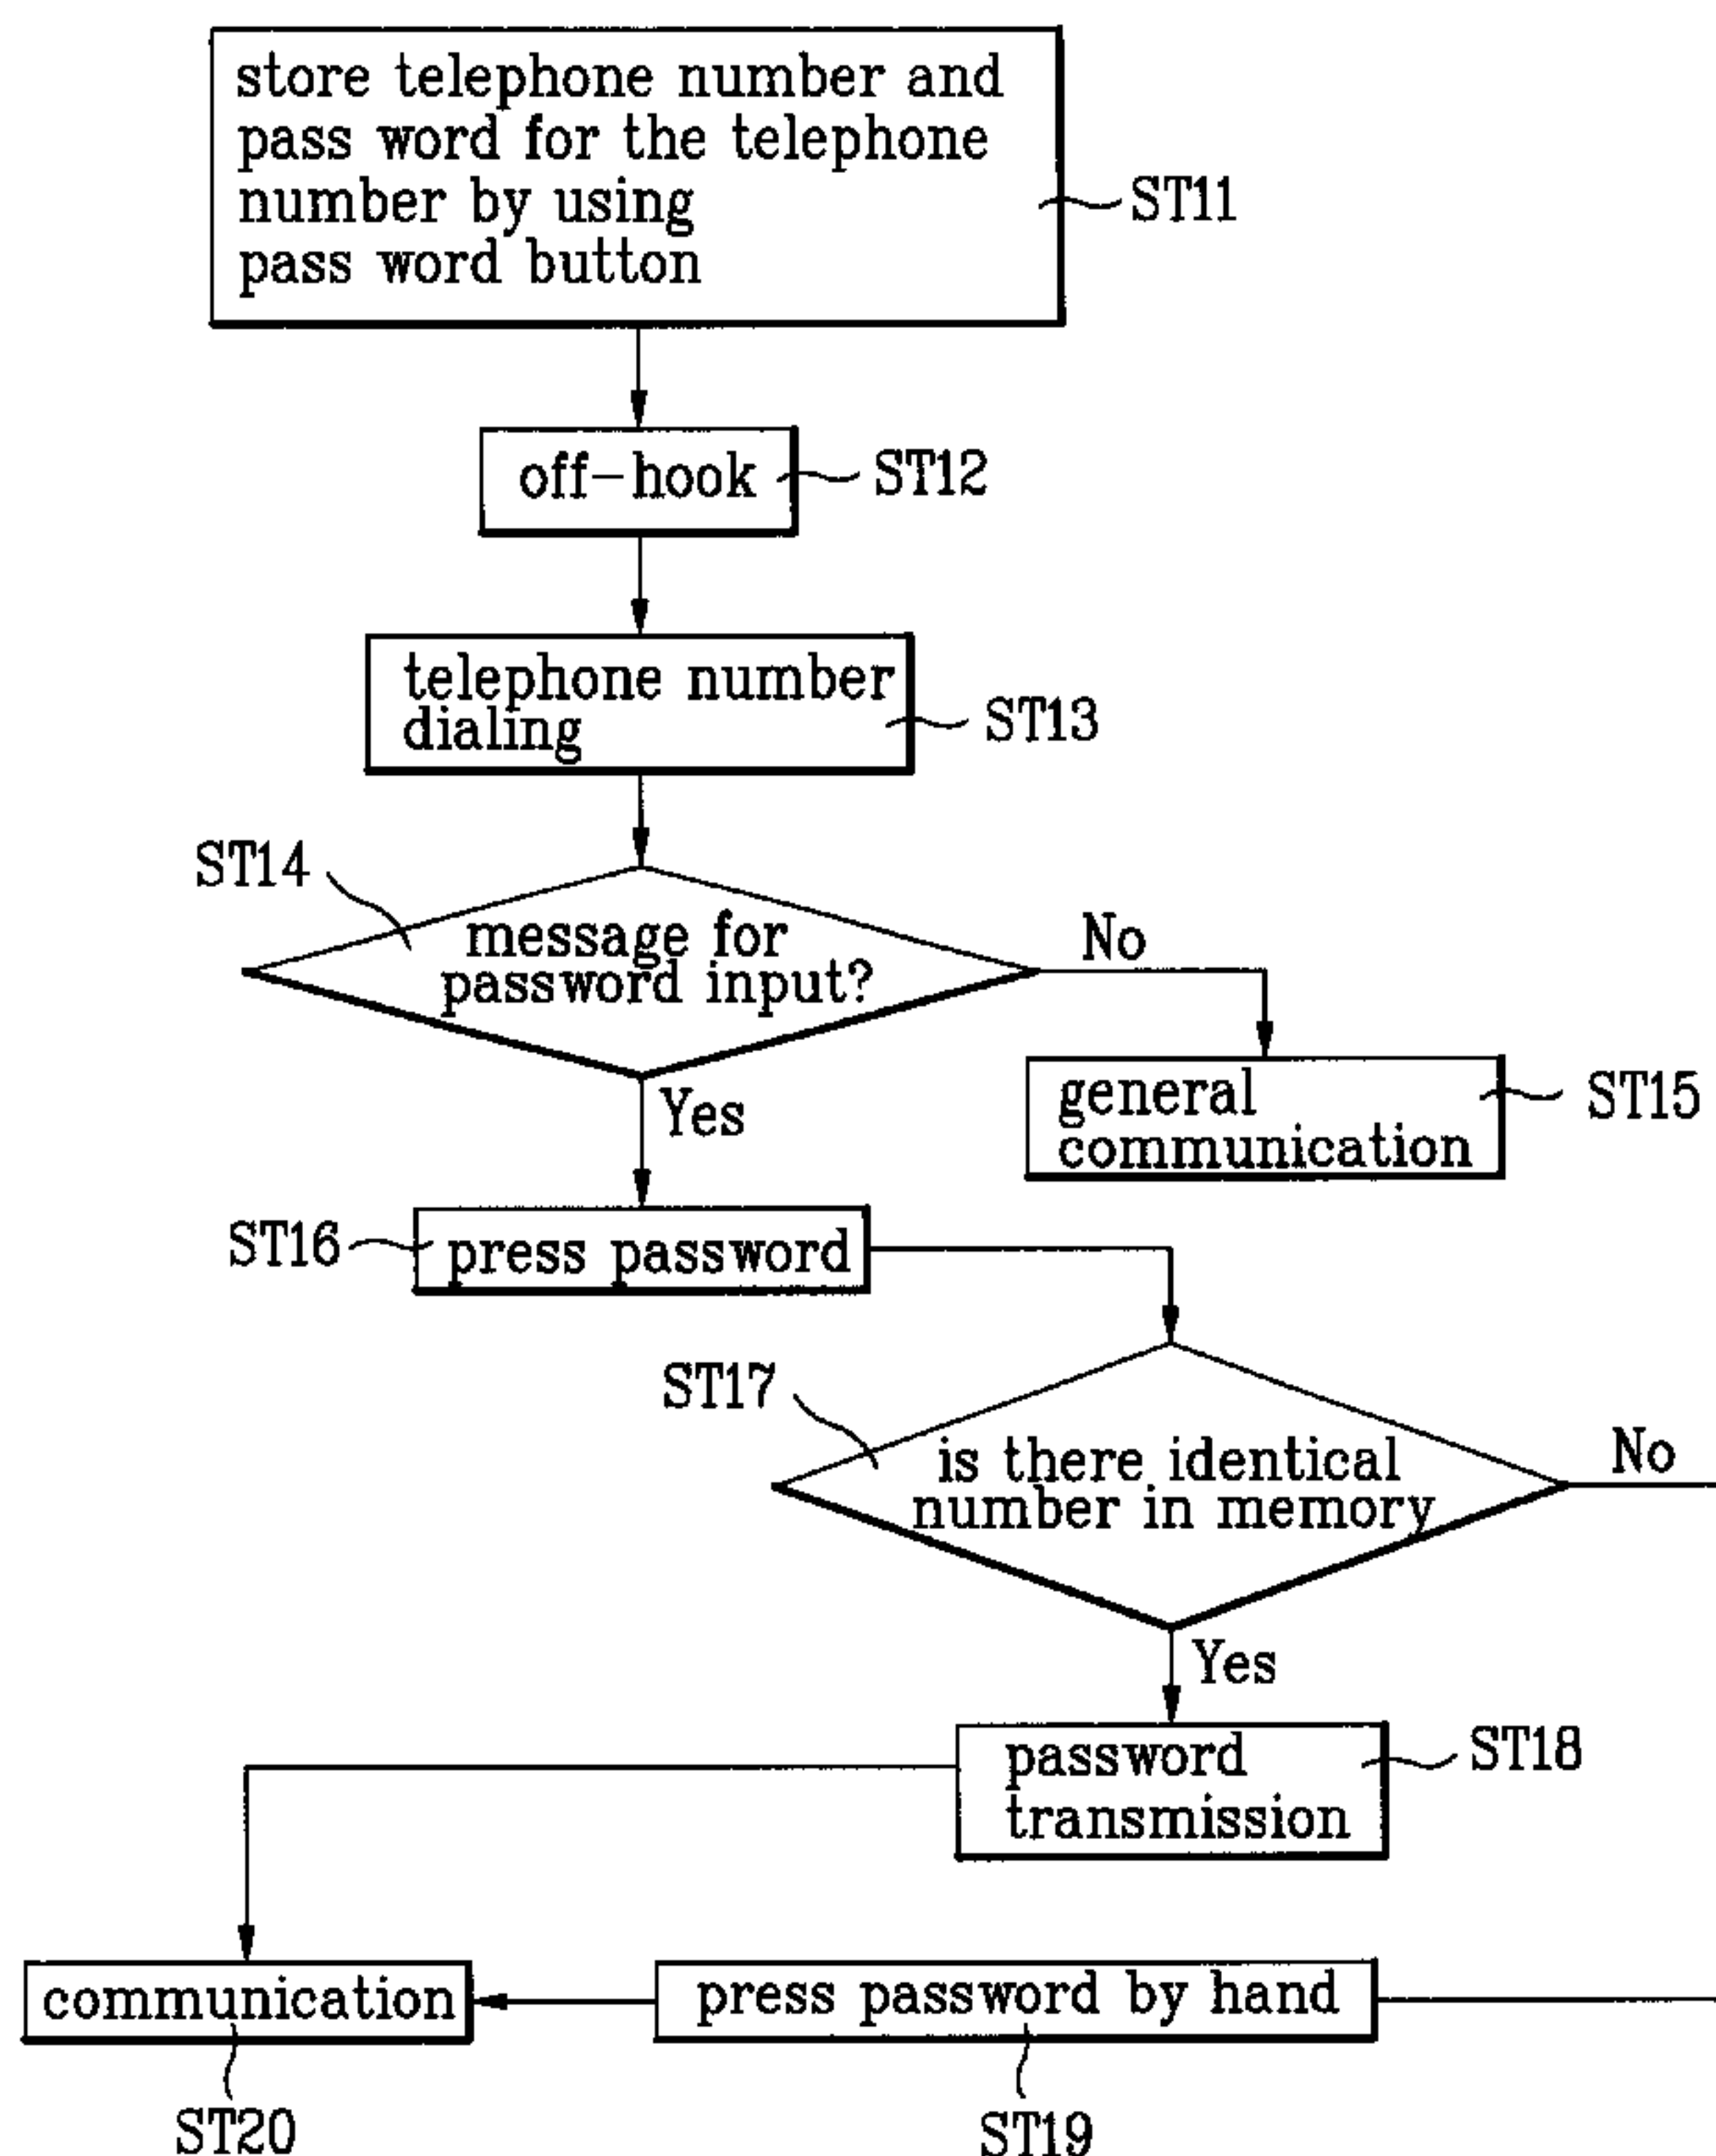 store telephone number and
pass word for the telephone
number by using
pass word button
ST11
off-hook
ST12
telephone number
dialing
ST13
ST14
message for
password input?
No
general
communication
ST15
Yes
ST16
press password
ST17
is there identical
number in memory
No
Yes
password
transmission
ST18
communication
press password by hand
ST20
ST19